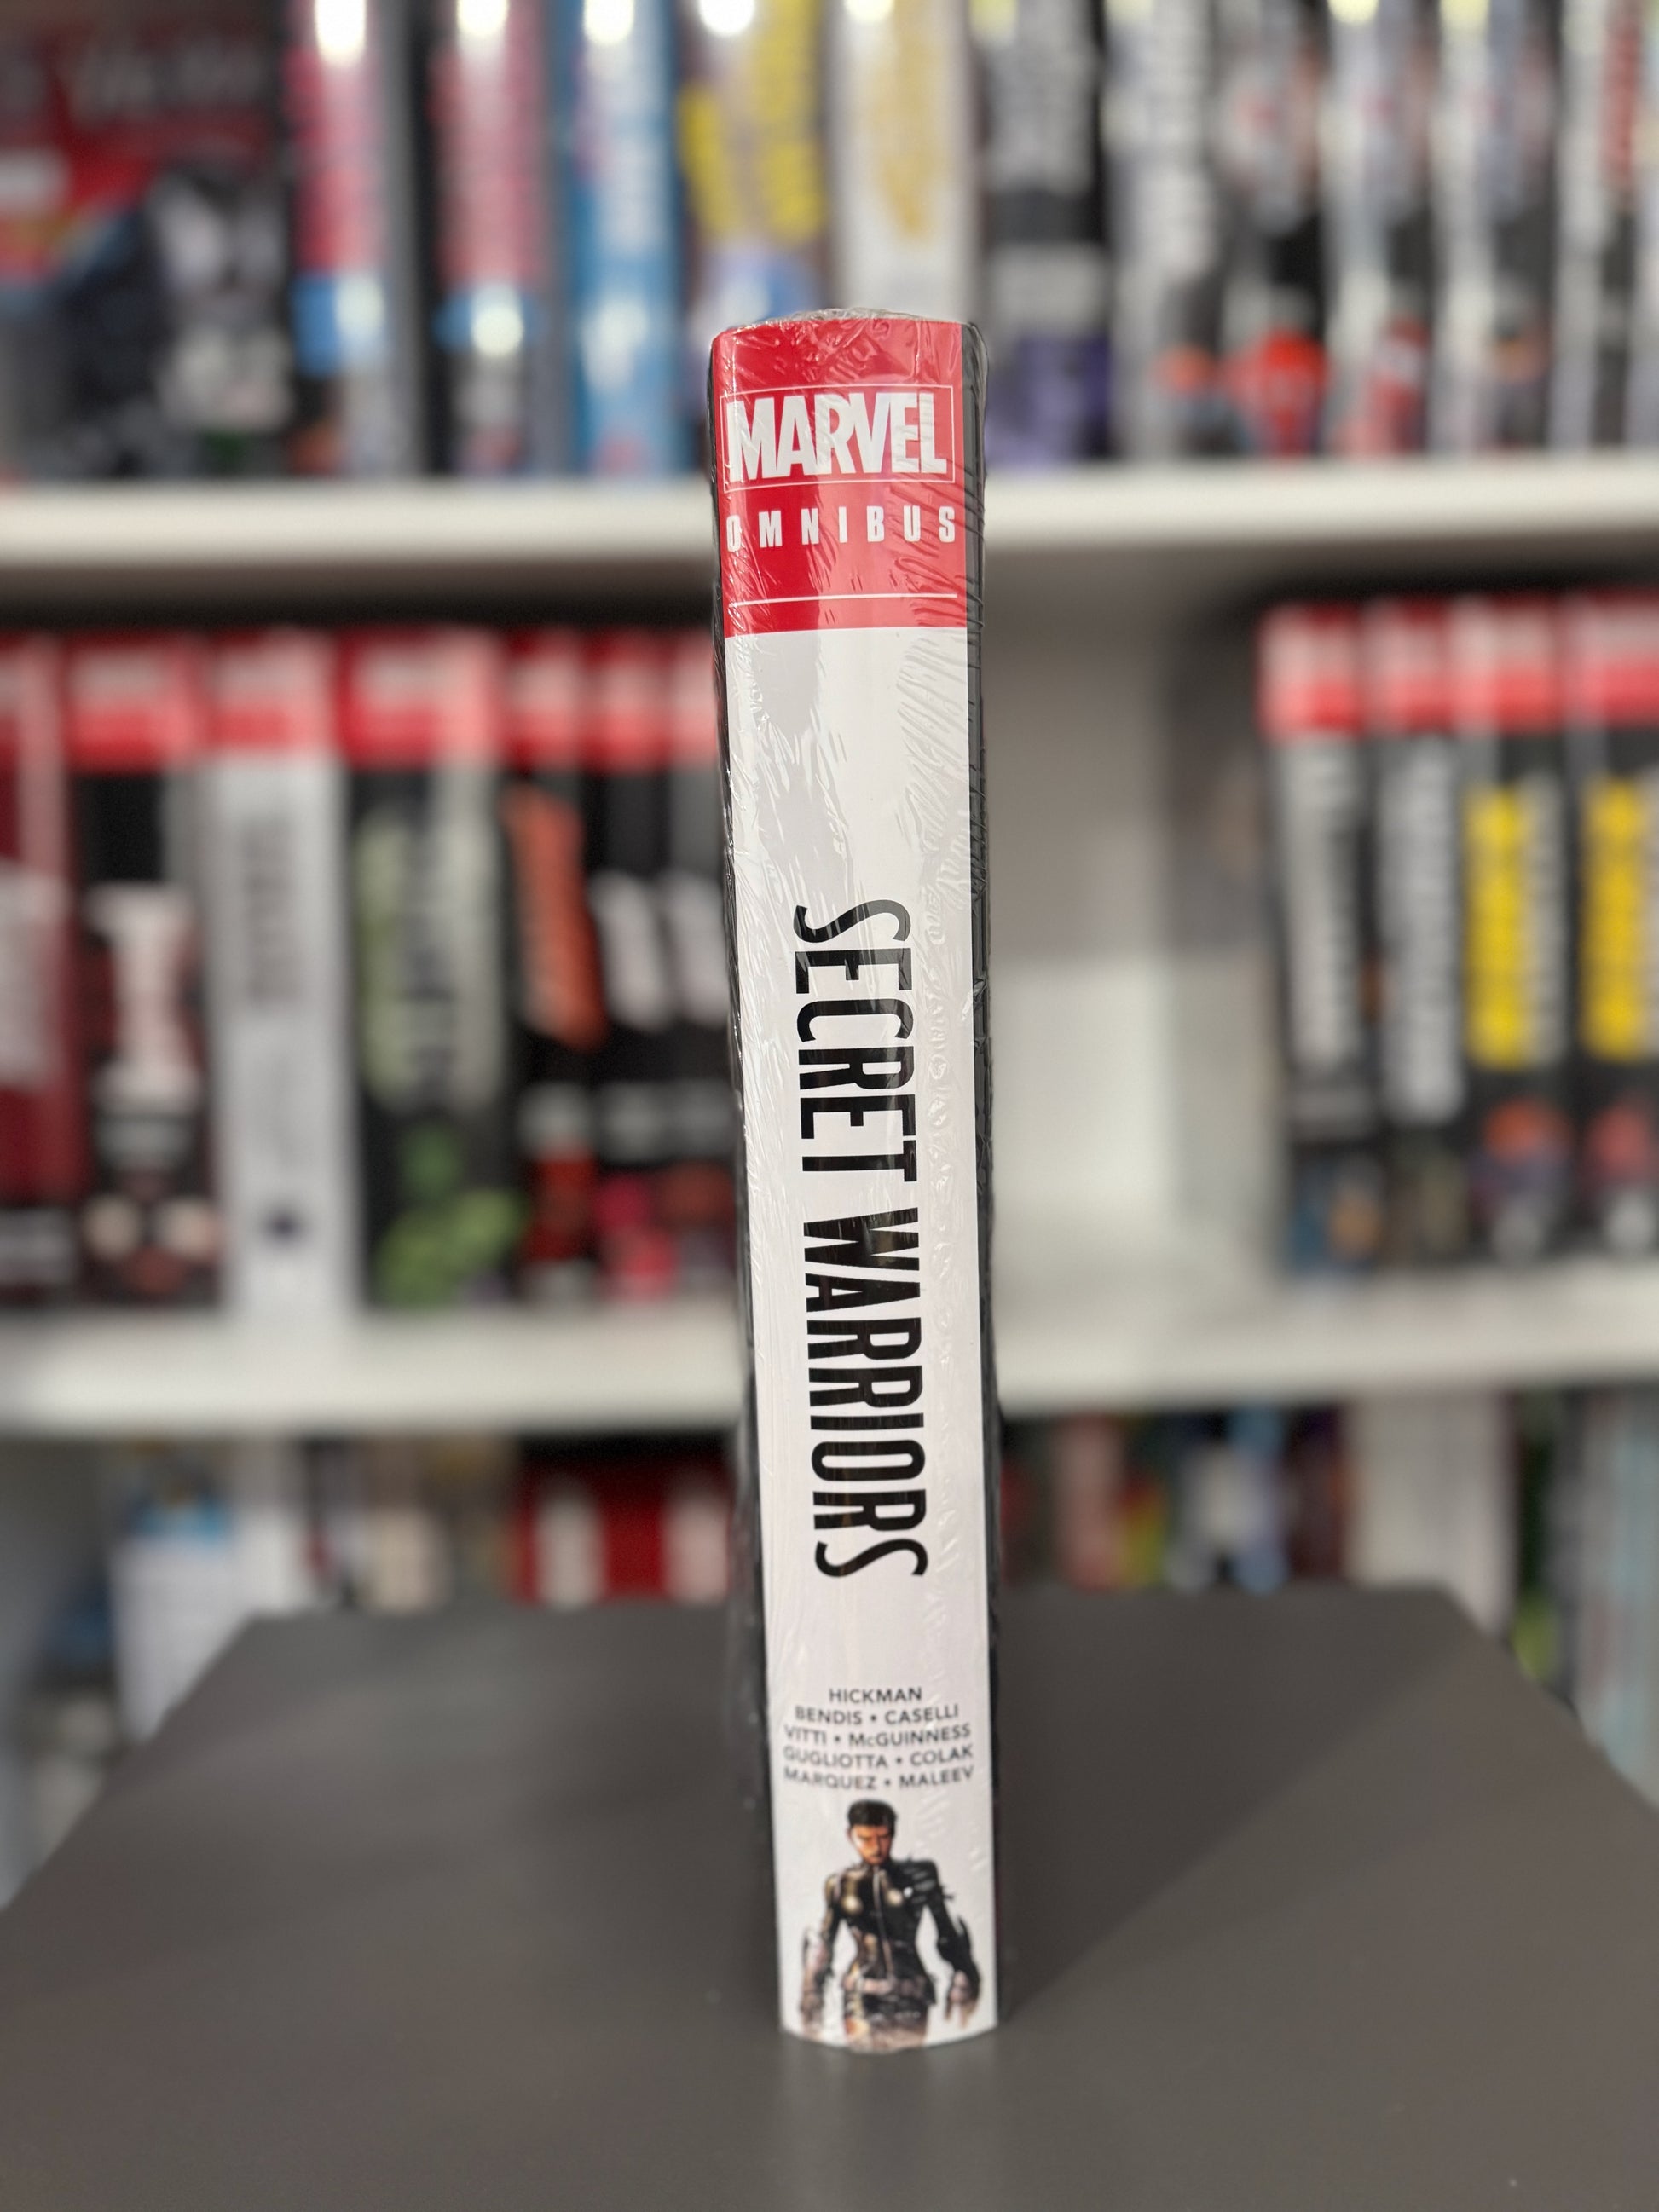 MARVEL
OMNIBUS
SECRET WARRIORS
HICKMAN
BENDIS • CASELLI
VITTI • McGUINNESS
GUGLIOTTA • COLAK
MARQUEZ • MALEEV